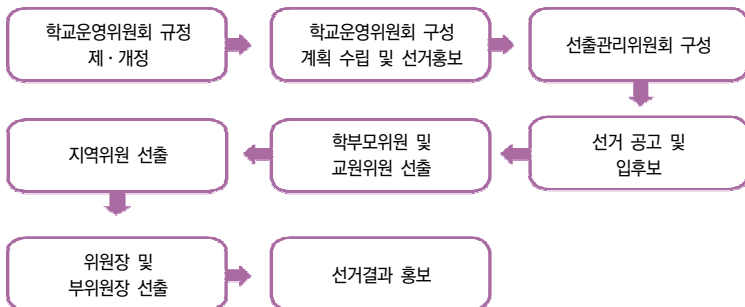 학교운영위원회 규정
제·개정
학교운영위원회 구성
계획 수립 및 선거홍보
선출관리위원회 구성
선거 공고 및
입후보
학부모위원 및
교원위원 선출
지역위원 선출
위원장 및
부위원장 선출
선거결과 홍보